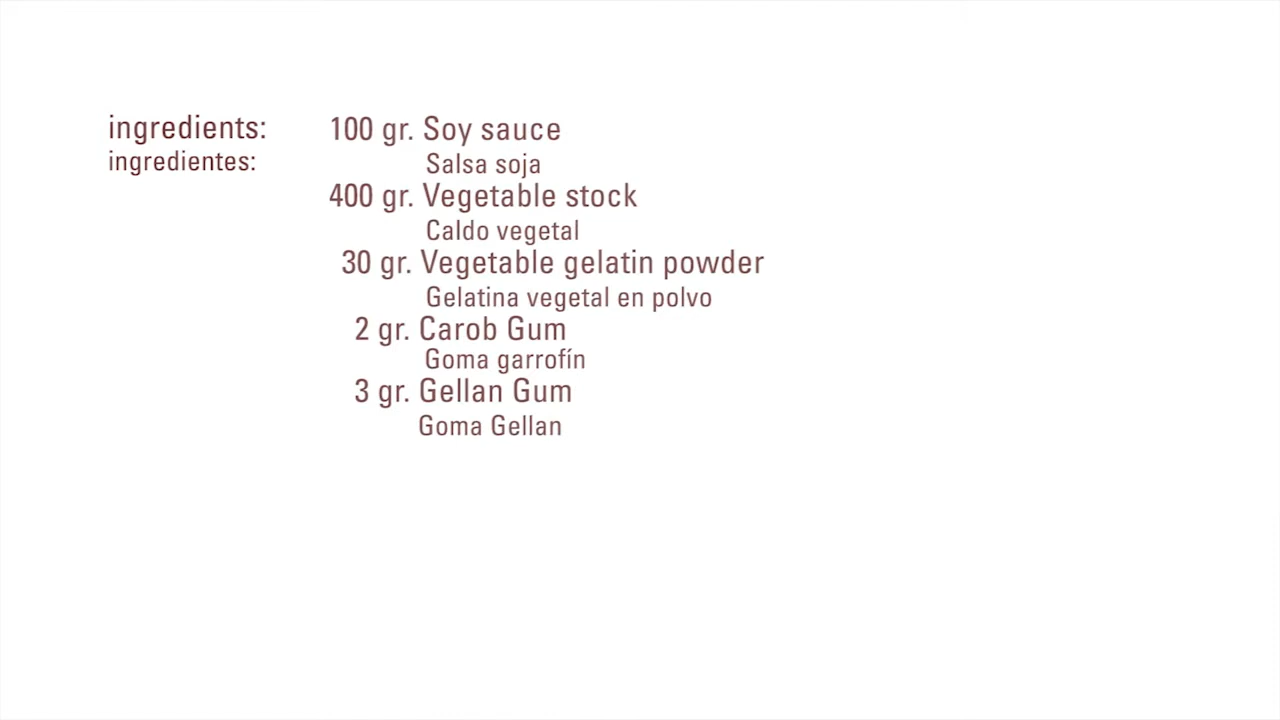 ingredients: 100 gr. Soy sauce
ingredientes: Salsa soja
400 gr. Vegetable stock
Caldo vegetal
30 gr. Vegetable gelatin powder
Gelatina vegetal en polvo
2 gr. Carob Gum
Goma garrofín
3 gr. Gellan Gum
Goma Gellan